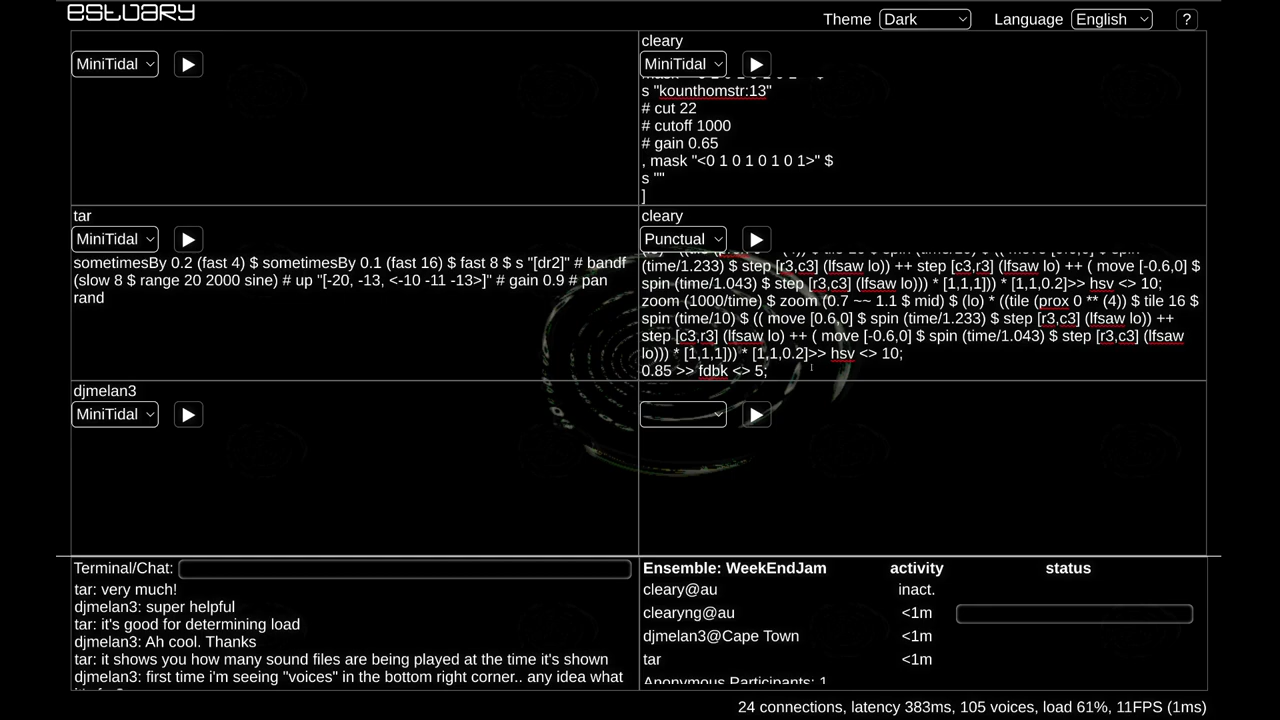 estuary
Theme Dark Language English ?
MiniTidal
cleary
MiniTidal
s "kounthomstr:13"
# cut 22
# cutoff 1000
# gain 0.65
, mask "<0 1 0 1 0 1 0 1>" $
s ""
]
tar
MiniTidal
sometimesBy 0.2 (fast 4) $ sometimesBy 0.1 (fast 16) $ fast 8 $ s "[dr2]" # bandf
(slow 8 $ range 20 2000 sine) # up "[-20, -13, <-10 -11 -13>]" # gain 0.9 # pan
rand
cleary
Punctual
(time/1.233) $ step [r3,c3] (lfsaw lo)) ++ step [c3,r3] (lfsaw lo) ++ ( move [-0.6,0] $
spin (time/1.043) $ step [r3,c3] (lfsaw lo))) * [1,1,1])) * [1,1,0.2]>> hsv <> 10;
zoom (1000/time) $ zoom (0.7 ~~ 1.1 $ mid) $ (lo) * ((tile (prox 0 ** (4)) $ tile 16 $
spin (time/10) $ (( move [0.6,0] $ spin (time/1.233) $ step [r3,c3] (lfsaw lo)) ++
step [c3,r3] (lfsaw lo) ++ ( move [-0.6,0] $ spin (time/1.043) $ step [r3,c3] (lfsaw
lo))) * [1,1,1])) * [1,1,0.2]>> hsv <> 10;
0.85 >> fdbk <> 5;
djmelan3
MiniTidal
Terminal/Chat:
tar: very much!
djmelan3: super helpful
tar: it's good for determining load
djmelan3: Ah cool. Thanks
tar: it shows you how many sound files are being played at the time it's shown
djmelan3: first time i'm seeing "voices" in the bottom right corner.. any idea what
Ensemble: WeekEndJam activity status
cleary@au inact.
clearyng@au <1m
djmelan3@Cape Town <1m
tar <1m
Anonymous Participants: 1
24 connections, latency 383ms, 105 voices, load 61%, 11FPS (1ms)